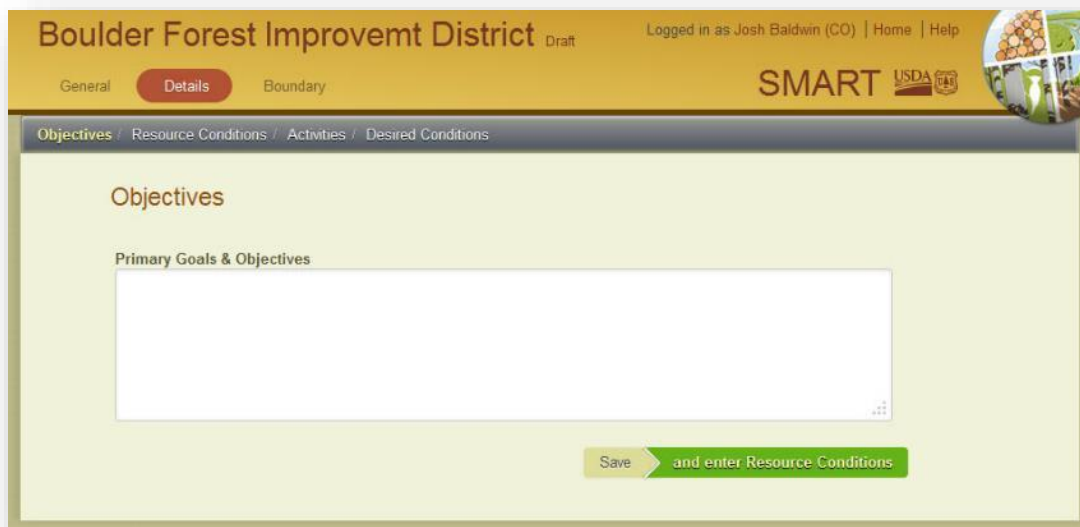 Boulder Forest Improvemt District Draft
Logged in as Josh Baldwin (CO) | Home | Help
General Details Boundary
SMART USDA
Objectives / Resource Conditions / Activities / Desired Conditions
Objectives
Primary Goals & Objectives
Save and enter Resource Conditions